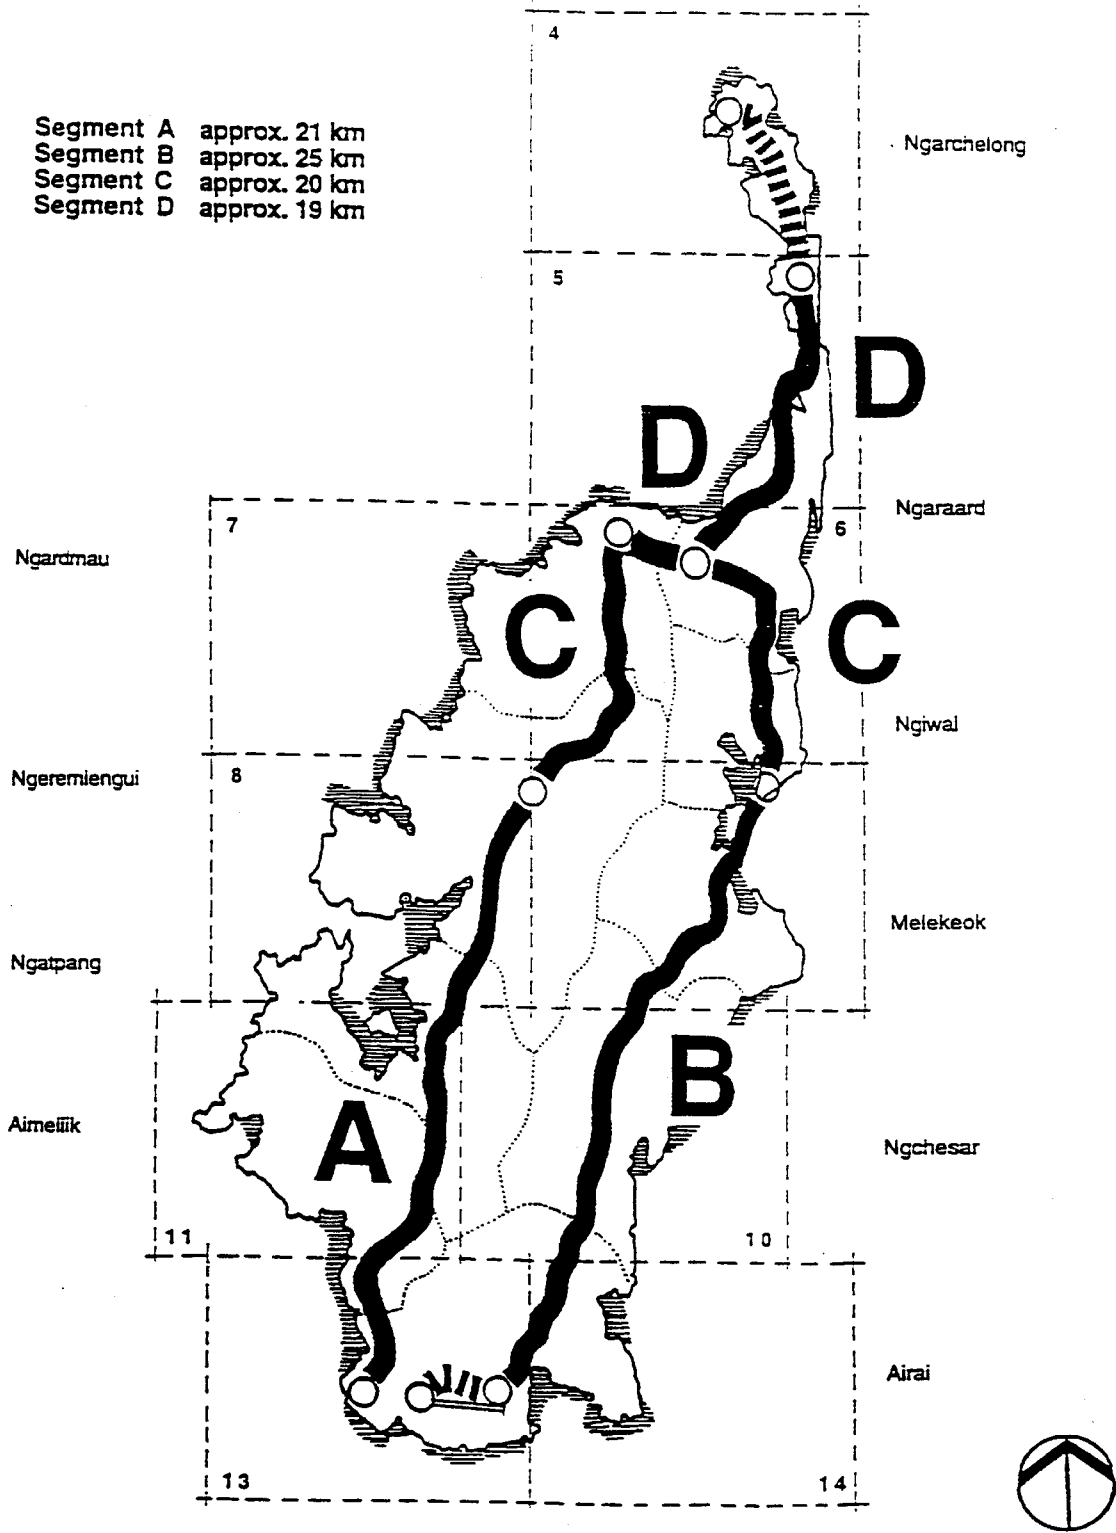 4
Segment A approx. 21 km
Segment B approx. 25 km
Segment C approx. 20 km
Segment D approx. 19 km
Ngarchelong
5
D
D
Ngaraard
7
6
Ngardmau
C
C
Ngiwal
Ngeremlengui
8
Melekeok
Ngatpang
B
A
Aimeliik
Ngchesar
11
10
Airai
13
14